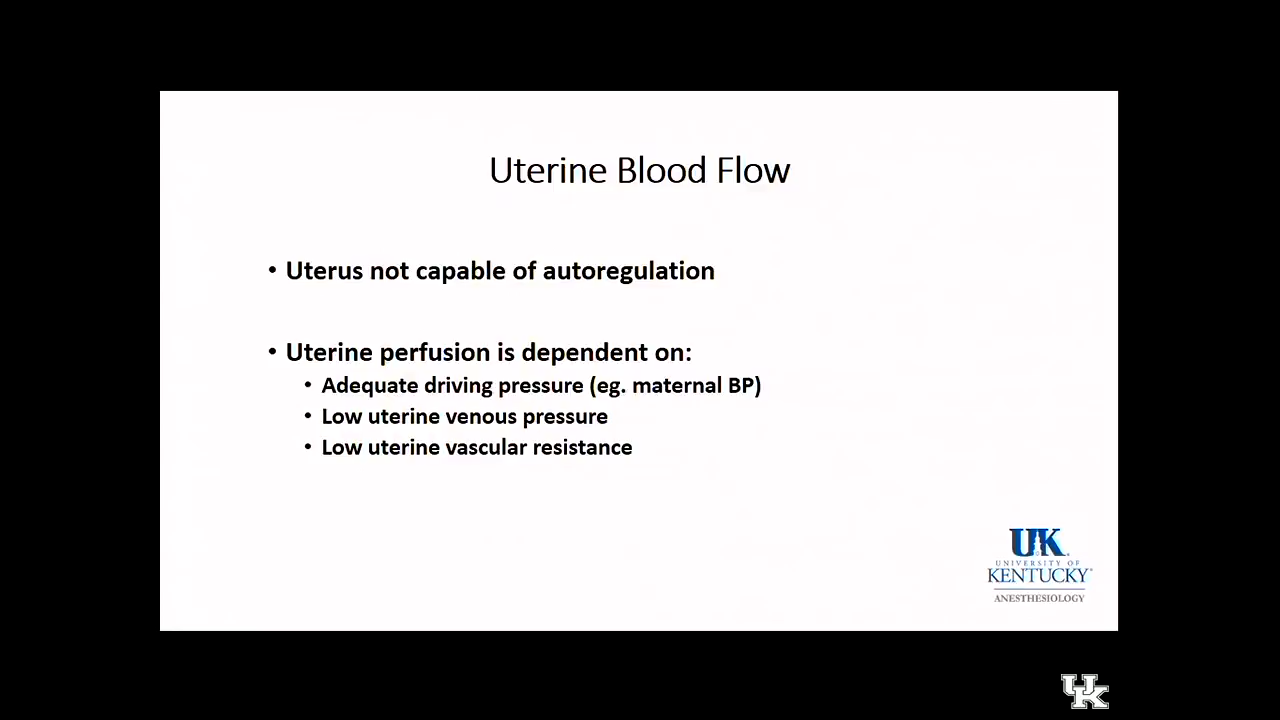 Uterine Blood Flow
• Uterus not capable of autoregulation
• Uterine perfusion is dependent on:
• Adequate driving pressure (eg. maternal BP)
• Low uterine venous pressure
• Low uterine vascular resistance
UK
UNIVERSITY OF
KENTUCKY
ANESTHESIOLOGY
UK